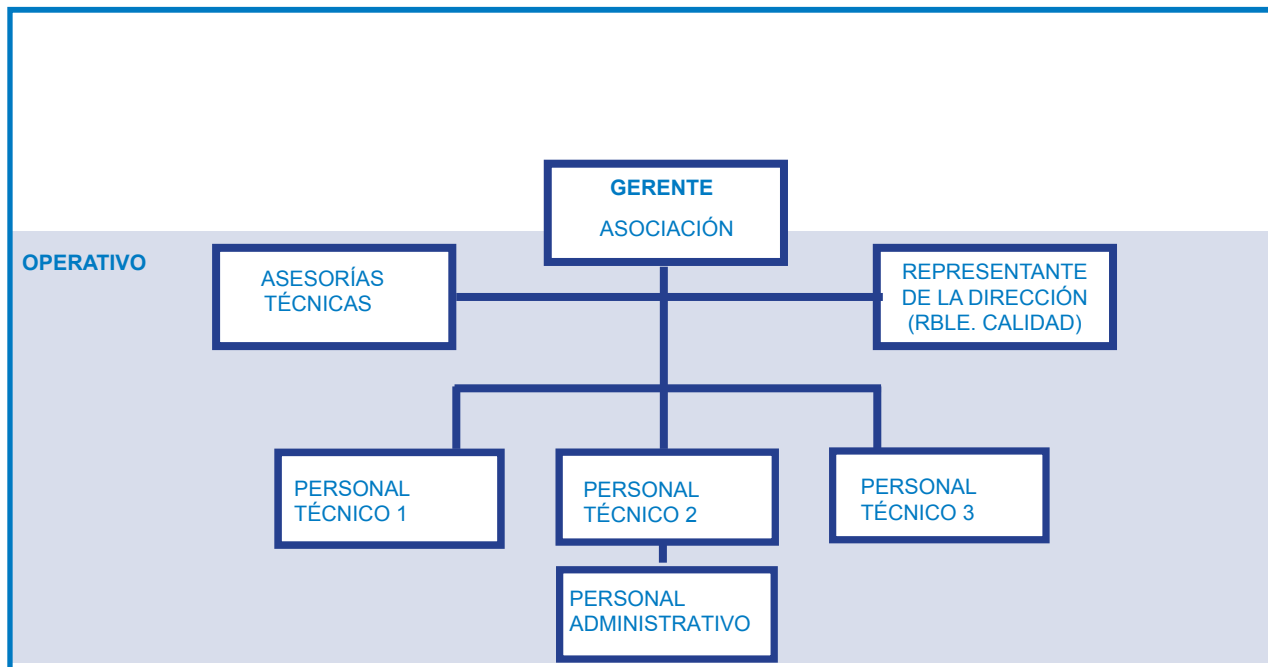 GERENTE
ASOCIACIÓN
OPERATIVO
ASESORÍAS
TÉCNICAS
REPRESENTANTE
DE LA DIRECCIÓN
(RBLE. CALIDAD)
PERSONAL
TÉCNICO 1
PERSONAL
TÉCNICO 2
PERSONAL
TÉCNICO 3
PERSONAL
ADMINISTRATIVO